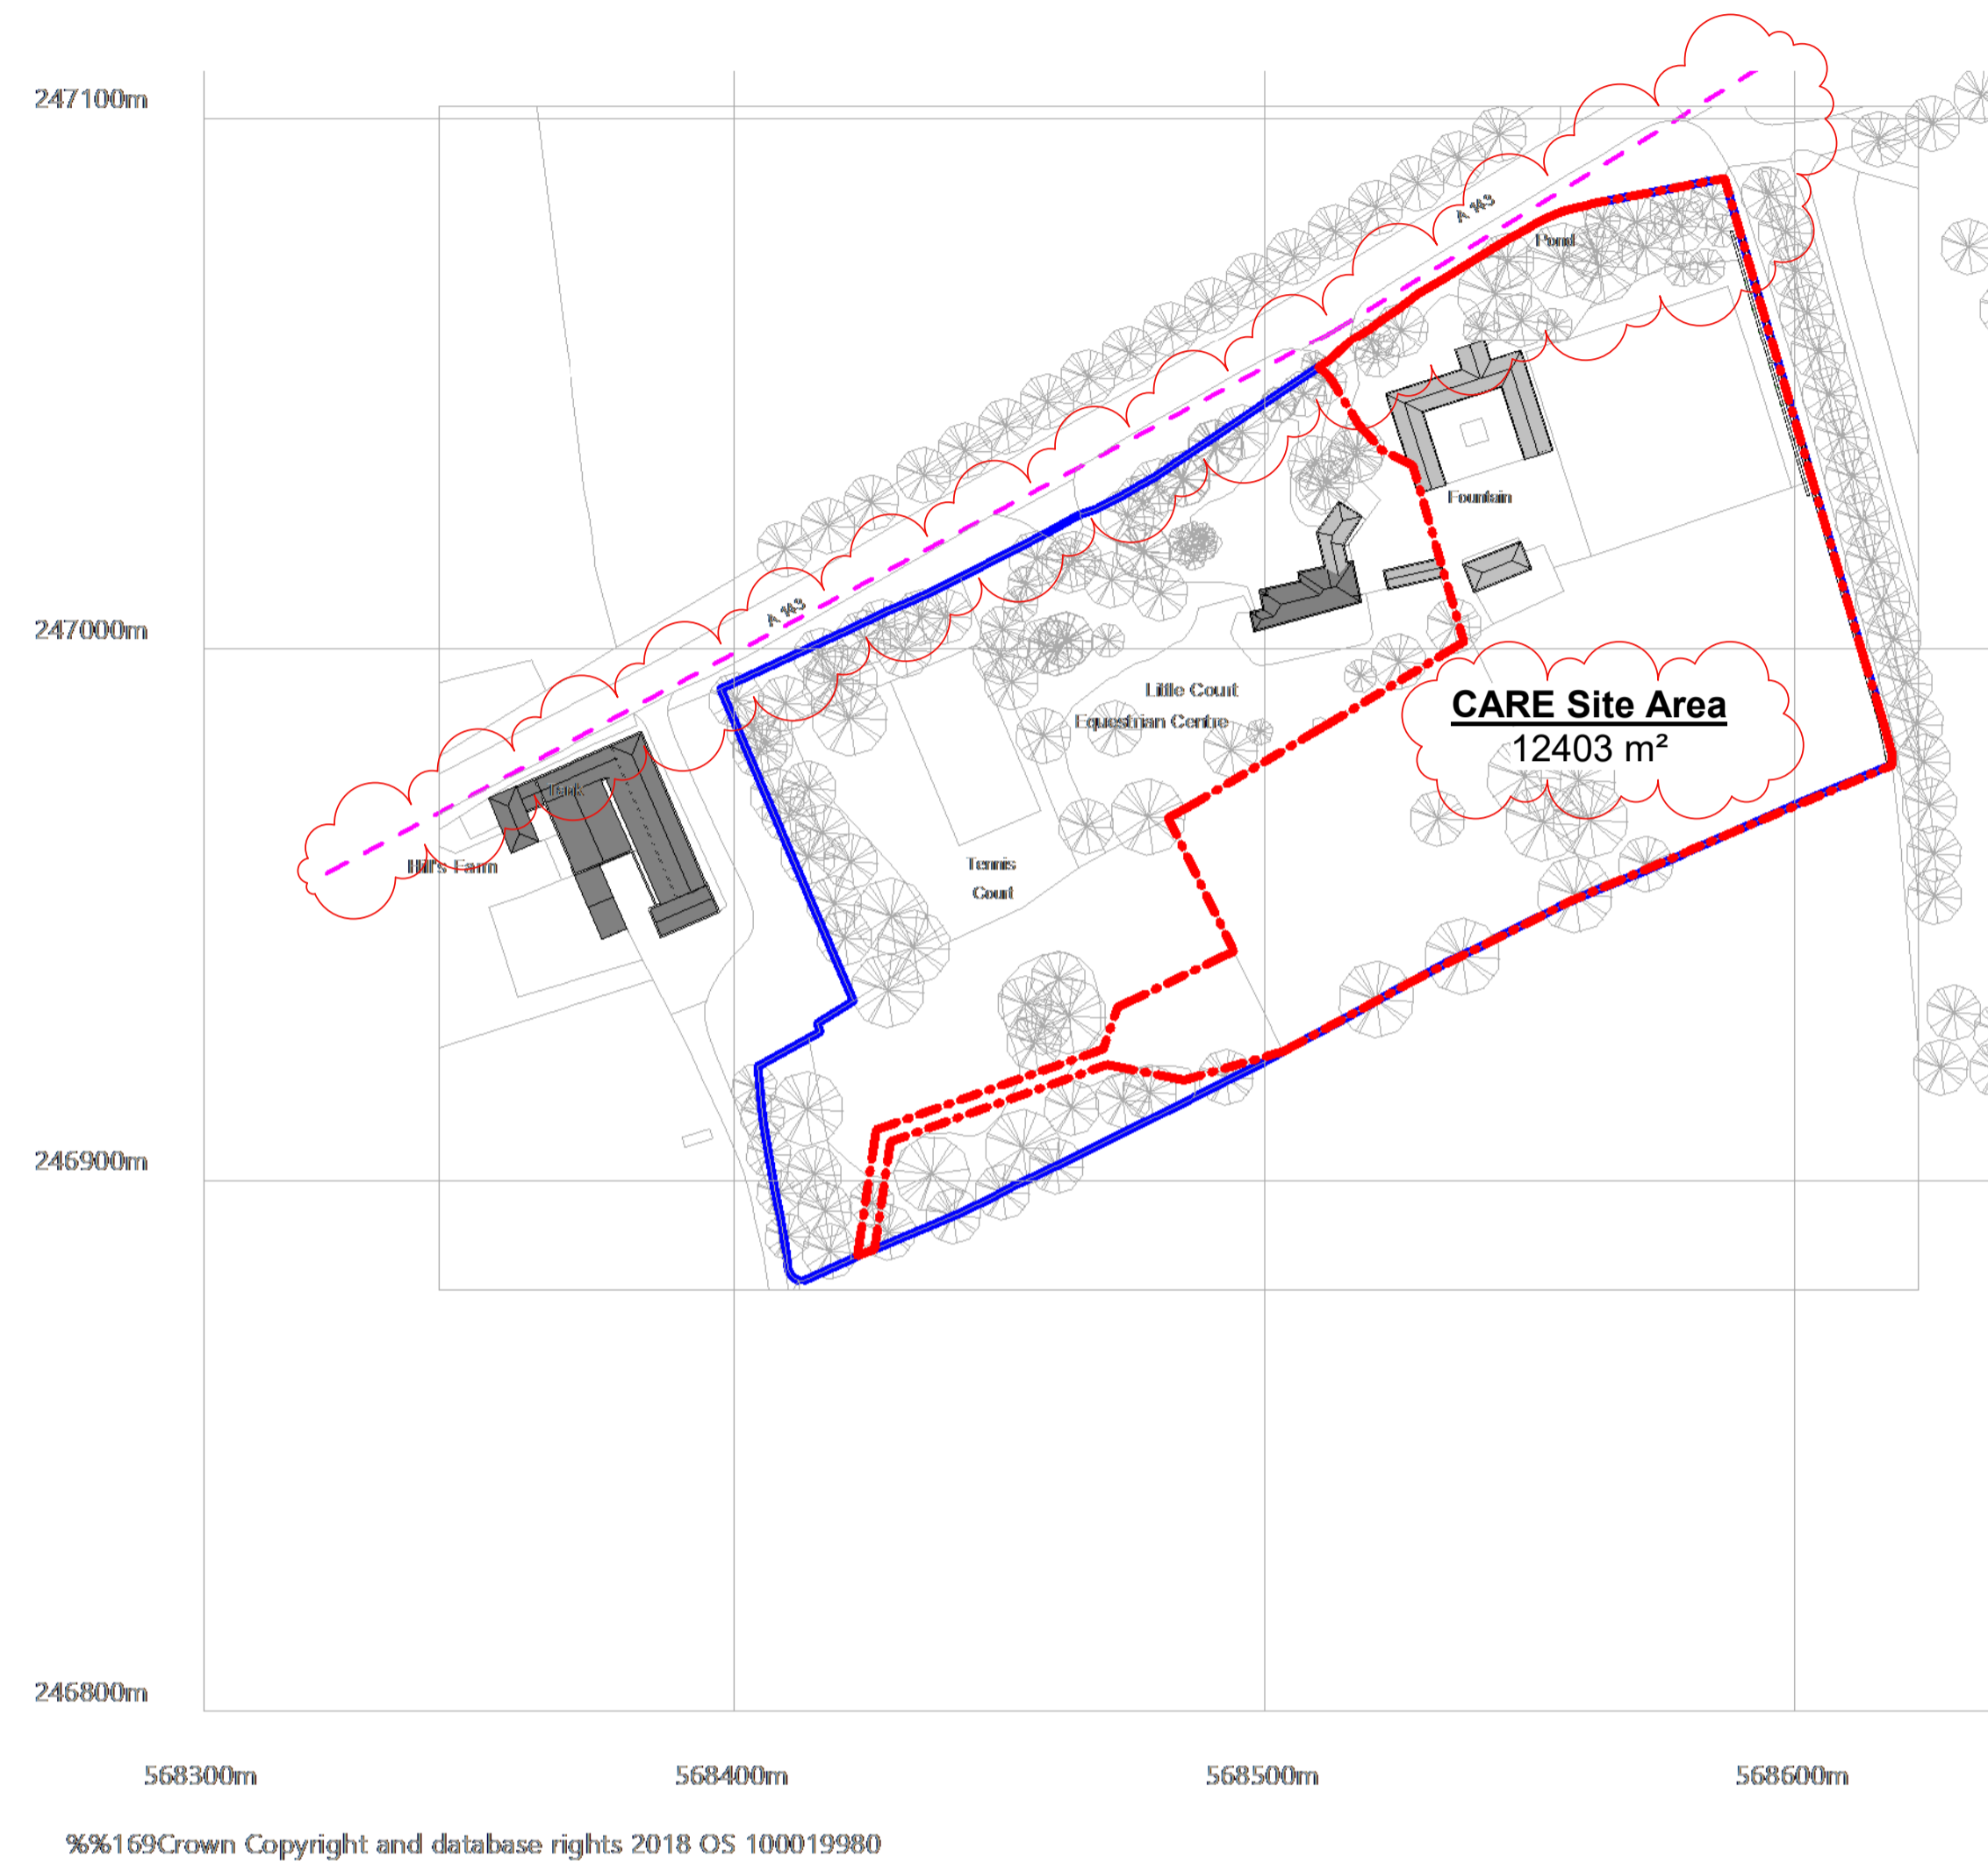 247100m
A 143
Pond
Fountain
A 143
247000m
Little Court
Equestrian Centre
CARE Site Area
12403 m²
Tank
Hill's Farm
Tennis
Court
246900m
246800m
568300m
568400m
568500m
568600m
%%169Crown Copyright and database rights 2018 OS 100019980